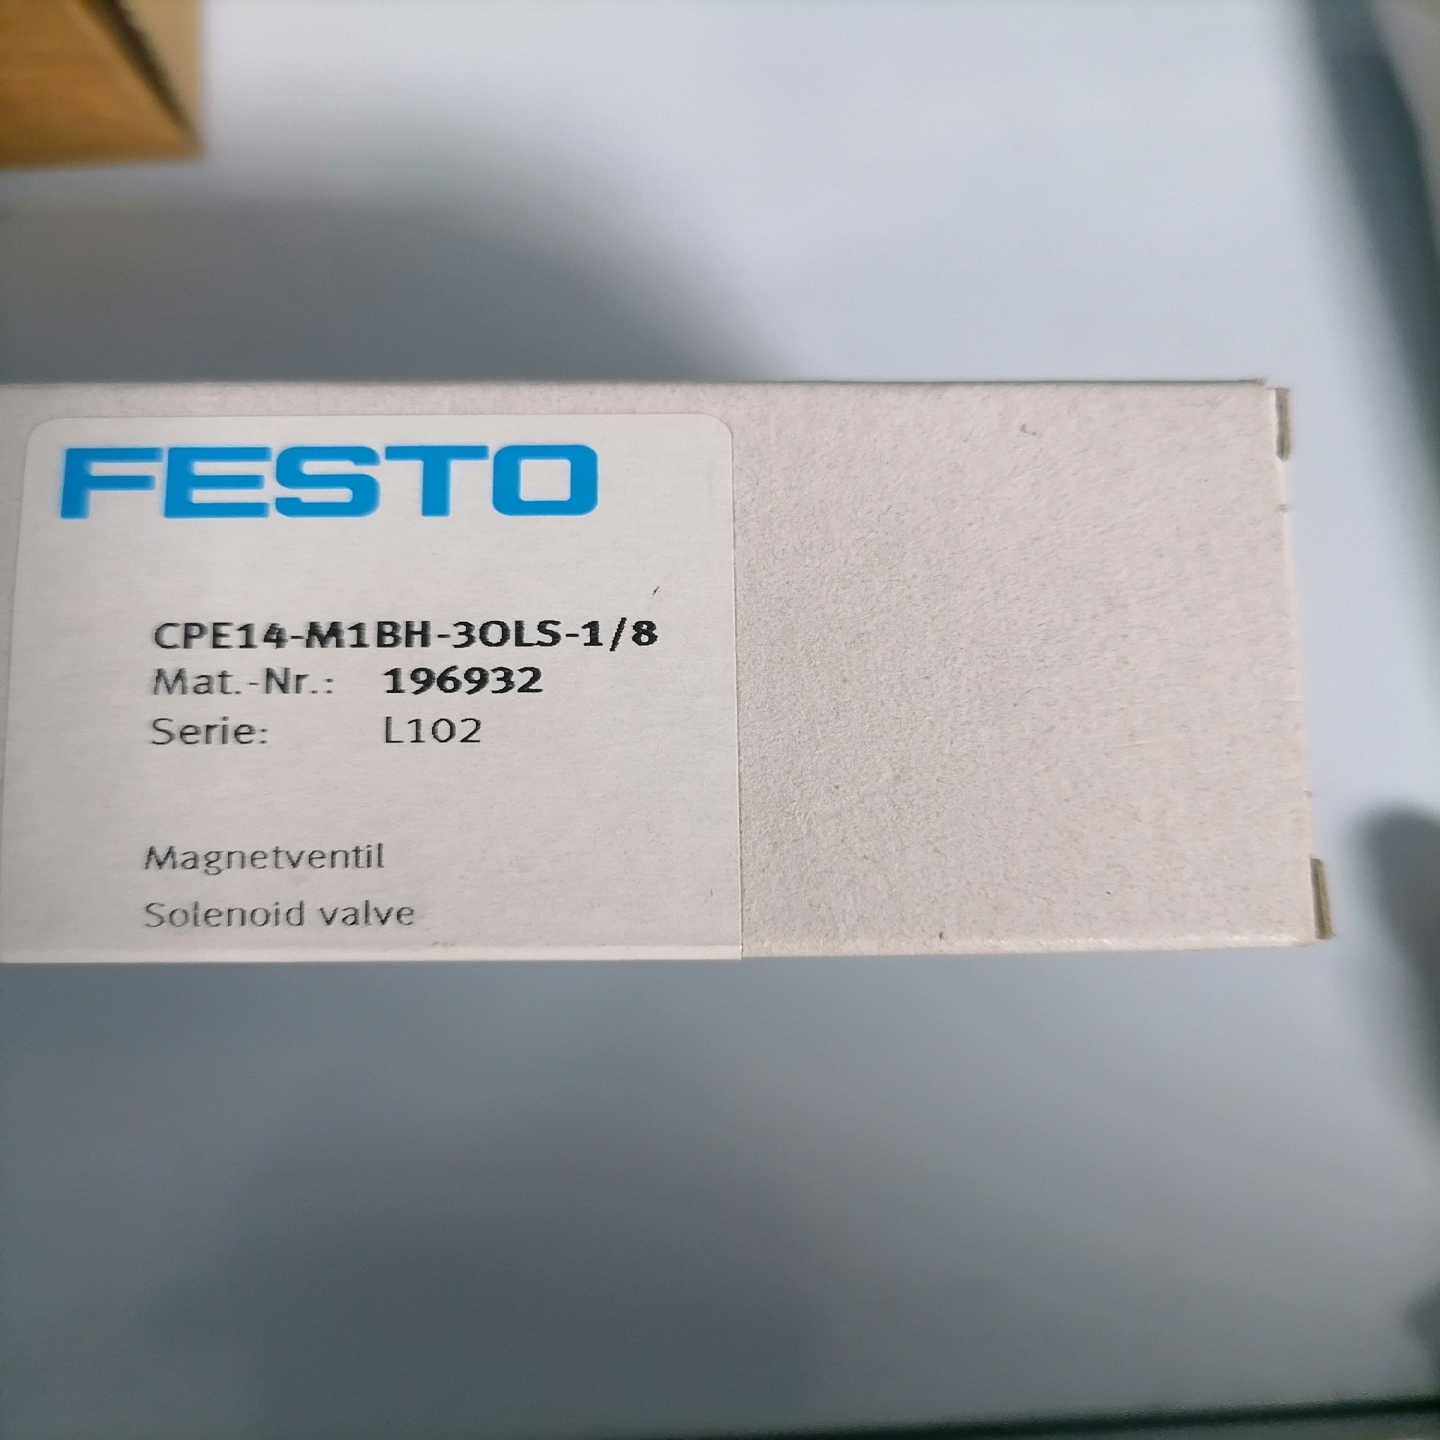 FESTO
CPE14-M1BH-3OLS-1/8
Mat.-Nr.: 196932
Serie: L102
Magnetventil
Solenoid valve